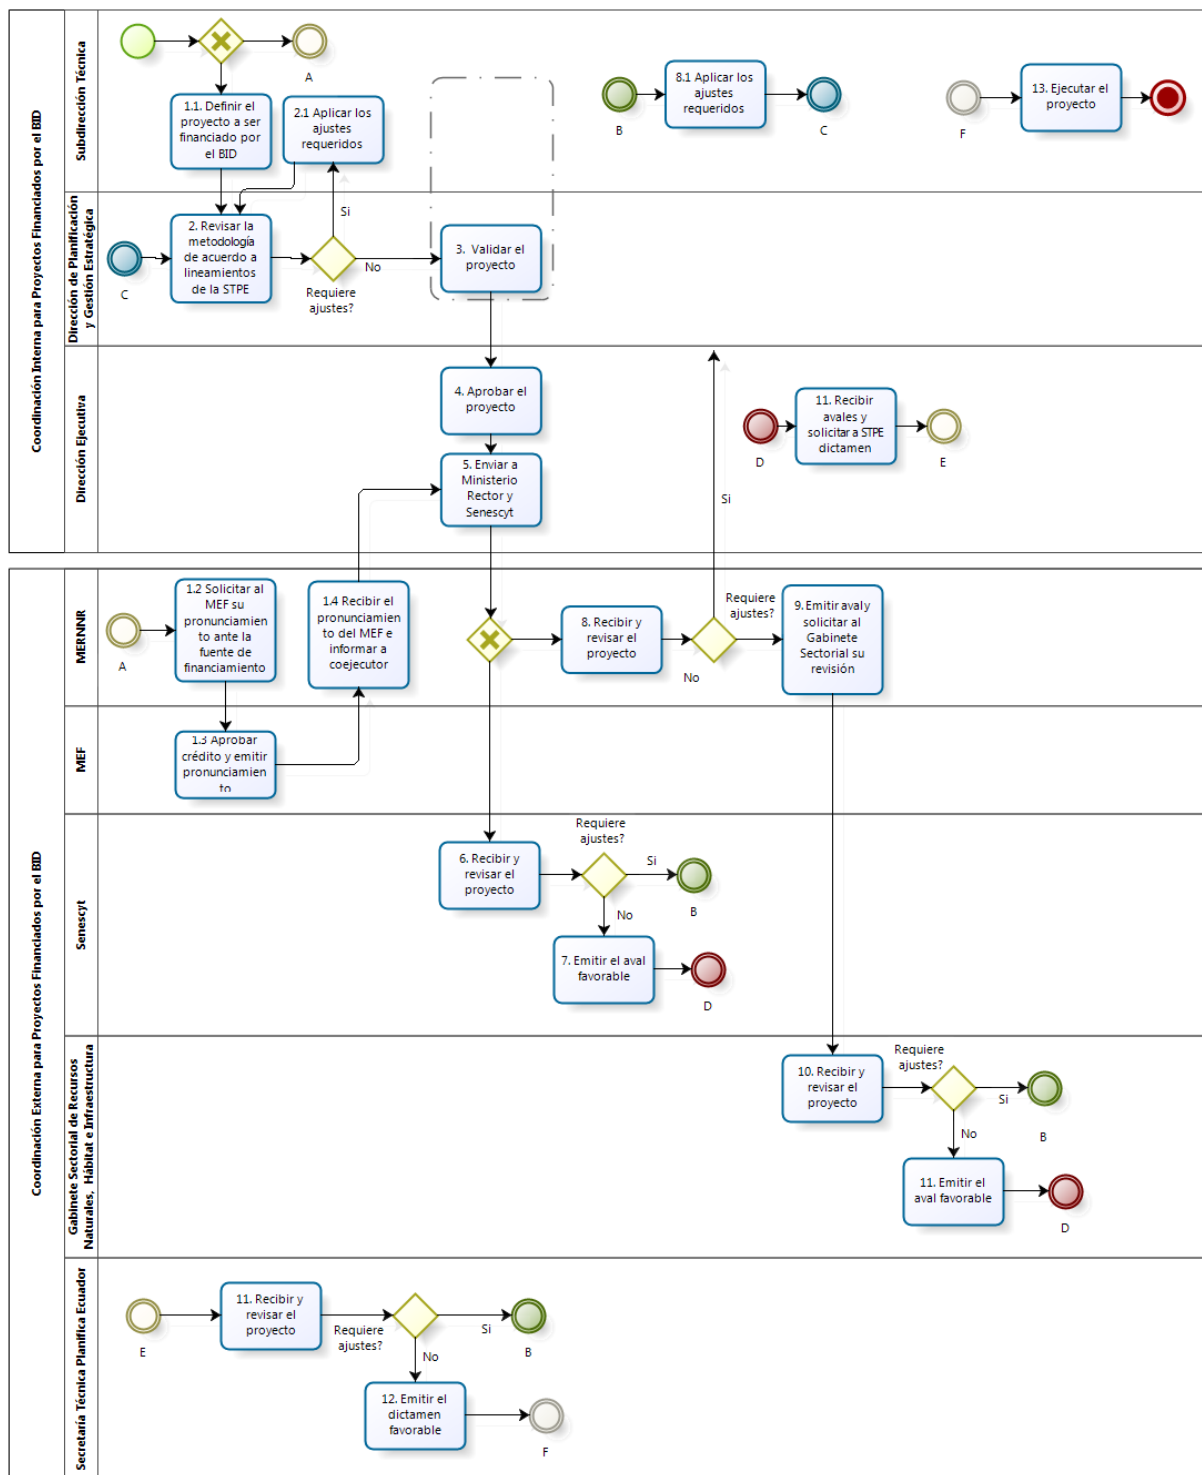 Coordinación Interna para Proyectos Financiados por el BID
Subdirección Técnica
A
1.1. Definir el
proyecto a ser
financiado por
el BID
2.1 Aplicar los
ajustes
requeridos
B
8.1 Aplicar los
ajustes
requeridos
C
F
13. Ejecutar el
proyecto
Dirección de Planificación
y Gestión Estratégica
C
2. Revisar la
metodología
de acuerdo a
lineamientos
de la STPE
Si
No
Requiere
ajustes?
3. Validar el
proyecto
Dirección Ejecutiva
4. Aprobar el
proyecto
5. Enviar a
Ministerio
Rector y
Senescyt
Si
D
11. Recibir
avales y
solicitar a STPE
dictamen
E
Coordinación Externa para Proyectos Financiados por el BID
MERNNR
A
1.2 Solicitar al
MEF su
pronunciamie
nto ante la
fuente de
financiamiento
1.4 Recibir el
pronunciamie
nto del MEF e
informar a
coejecutor
8. Recibir y
revisar el
proyecto
Requiere
ajustes?
No
9. Emitir aval y
solicitar al
Gabinete
Sectorial su
revisión
MEF
1.3 Aprobar
crédito y emitir
pronunciamie
nto
Senescyt
6. Recibir y
revisar el
proyecto
Requiere
ajustes?
Si
B
No
7. Emitir el aval
favorable
D
Gabinete Sectorial de Recursos
Naturales, Hábitat e Infraestructura
10. Recibir y
revisar el
proyecto
Requiere
ajustes?
Si
B
No
11. Emitir el
aval favorable
D
Secretaría Técnica Planifica Ecuador
E
11. Recibir y
revisar el
proyecto
Requiere
ajustes?
Si
B
No
12. Emitir el
dictamen
favorable
F